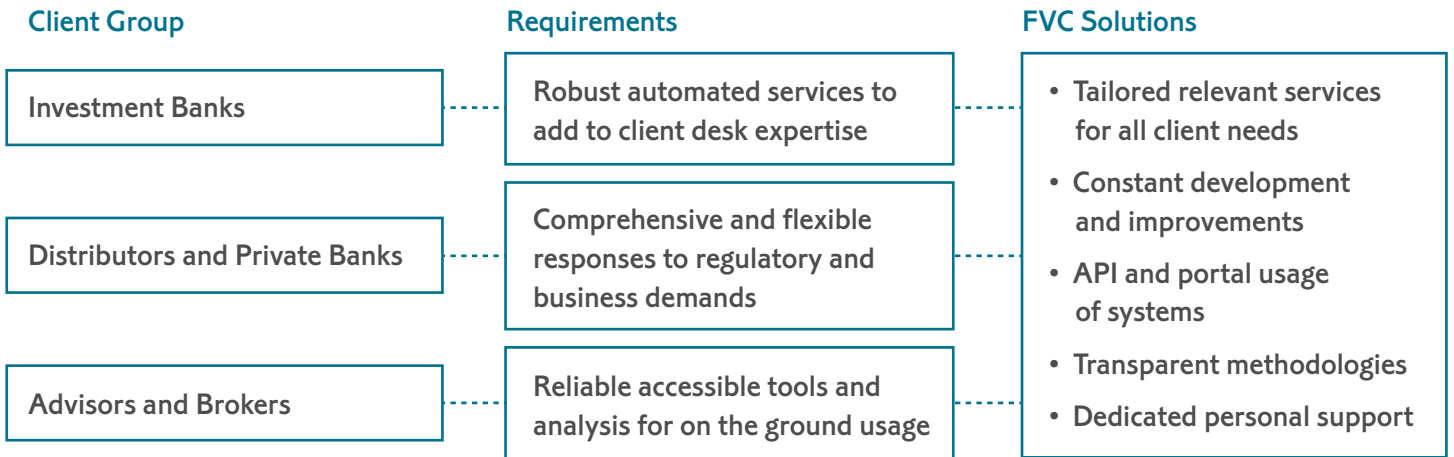 Client Group
Requirements
FVC Solutions
Investment Banks
Robust automated services to
add to client desk expertise
Distributors and Private Banks
Comprehensive and flexible
responses to regulatory and
business demands
Advisors and Brokers
Reliable accessible tools and
analysis for on the ground usage
• Tailored relevant services
for all client needs
• Constant development
and improvements
• API and portal usage
of systems
• Transparent methodologies
• Dedicated personal support